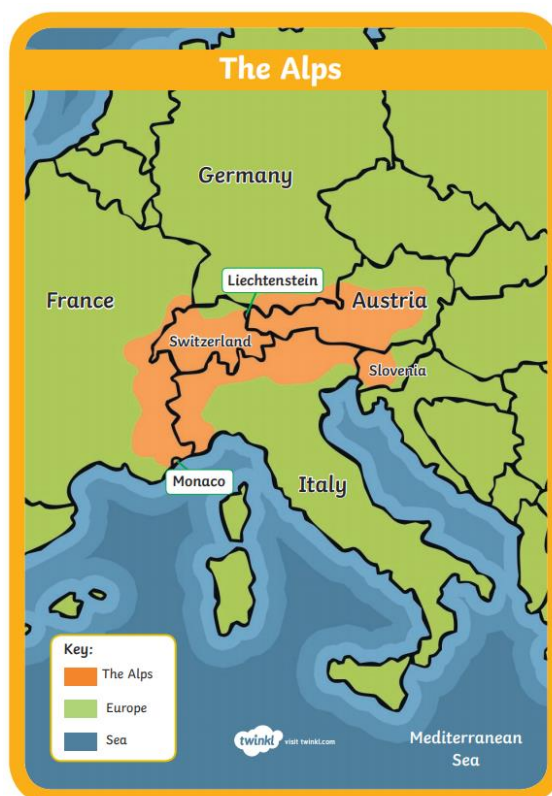 The Alps
Germany
Liechtenstein
France
Austria
Switzerland
Slovenia
Monaco
Italy
Key:
The Alps
Europe
Sea
twinkl visit twinkl.com
Mediterranean
Sea